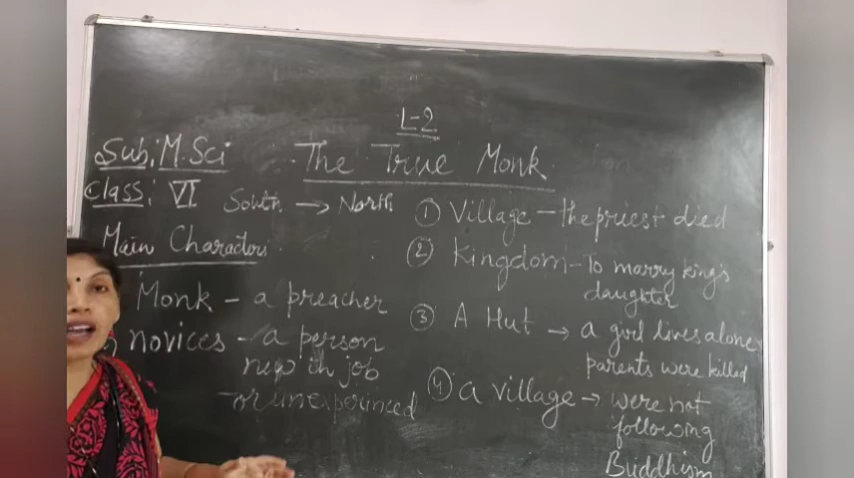 L-2
Sub, M.Sci
The True Monk
Class: VI
South → North
Main Charactors
Monk - a preacher
novices - a person
new in job
or unexperinced
① Village - the priest died
② Kingdom - To marry king's
daughter
③ A Hut → a girl lives alone,
parents were killed
④ a village → were not
following
Buddhism